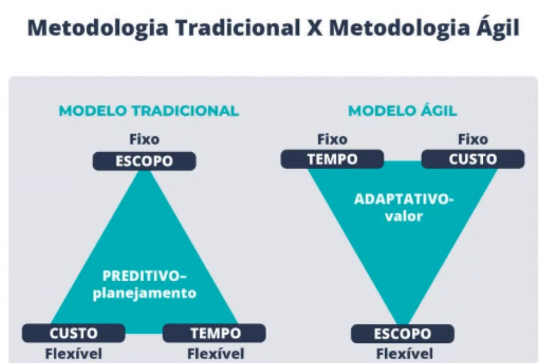 Metodologia Tradicional X Metodologia Ágil
MODELO TRADICIONAL
Fixo
ESCOPO
PREDITIVO–
planejamento
CUSTO
Flexível
TEMPO
Flexível
MODELO ÁGIL
Fixo
TEMPO
Fixo
CUSTO
ADAPTATIVO-
valor
ESCOPO
Flexível